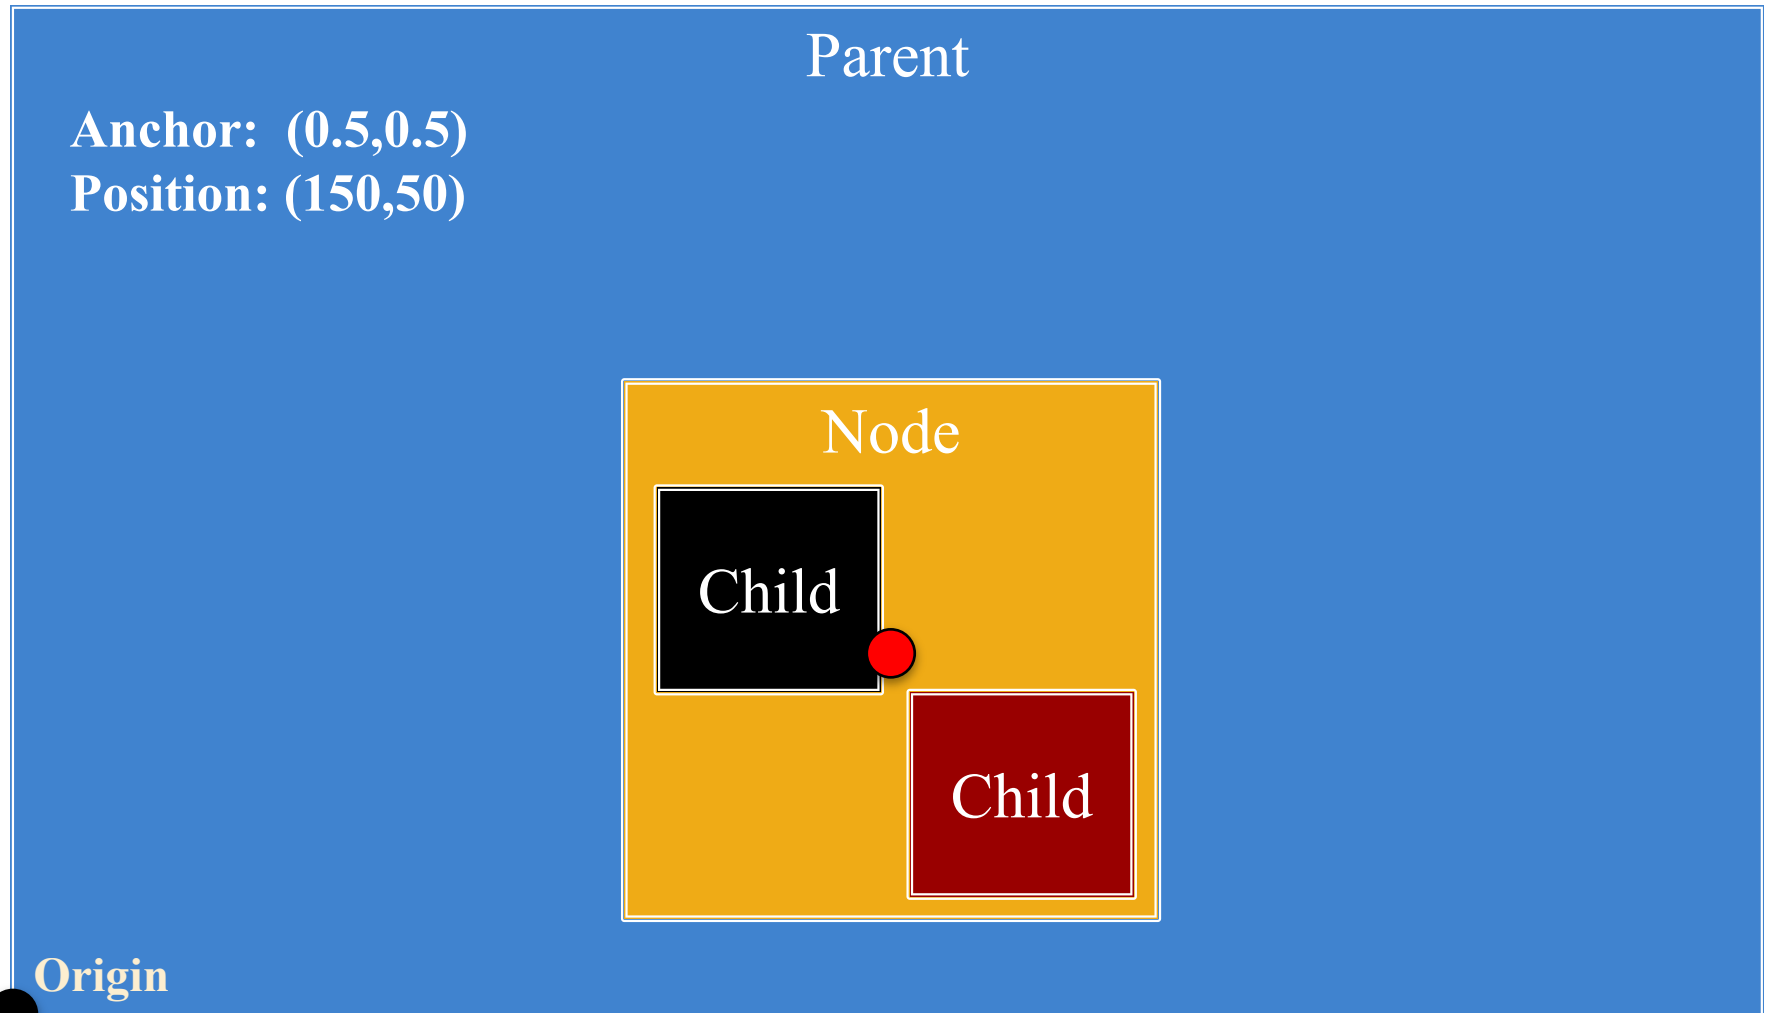 Parent
Anchor: (0.5,0.5)
Position: (150,50)
Node
Child
Child
Origin